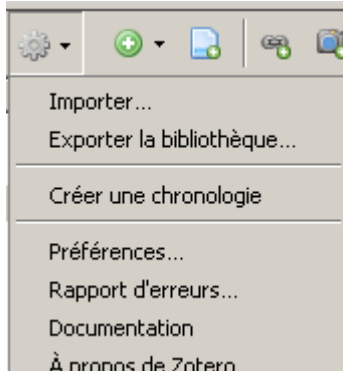 Importer...
Exporter la bibliothèque...
Créer une chronologie
Préférences...
Rapport d'erreurs...
Documentation
À propos de Zotero